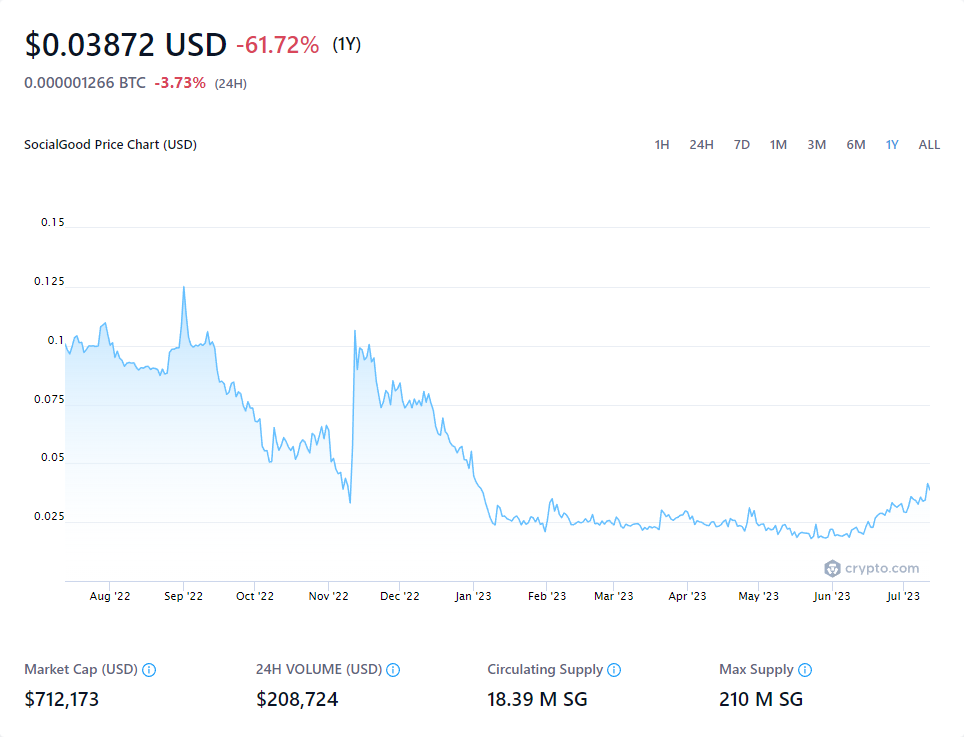 $0.03872 USD -61.72% (1Y)
0.000001266 BTC -3.73% (24H)
SocialGood Price Chart (USD) 1H 24H 7D 1M 3M 6M 1Y ALL
0.15
0.125
0.1
0.075
0.05
0.025
crypto.com
Aug '22 Sep '22 Oct '22 Nov '22 Dec '22 Jan '23 Feb '23 Mar '23 Apr '23 May '23 Jun '23 Jul '23
Market Cap (USD) 24H VOLUME (USD) Circulating Supply Max Supply
$712,173 $208,724 18.39 M SG 210 M SG